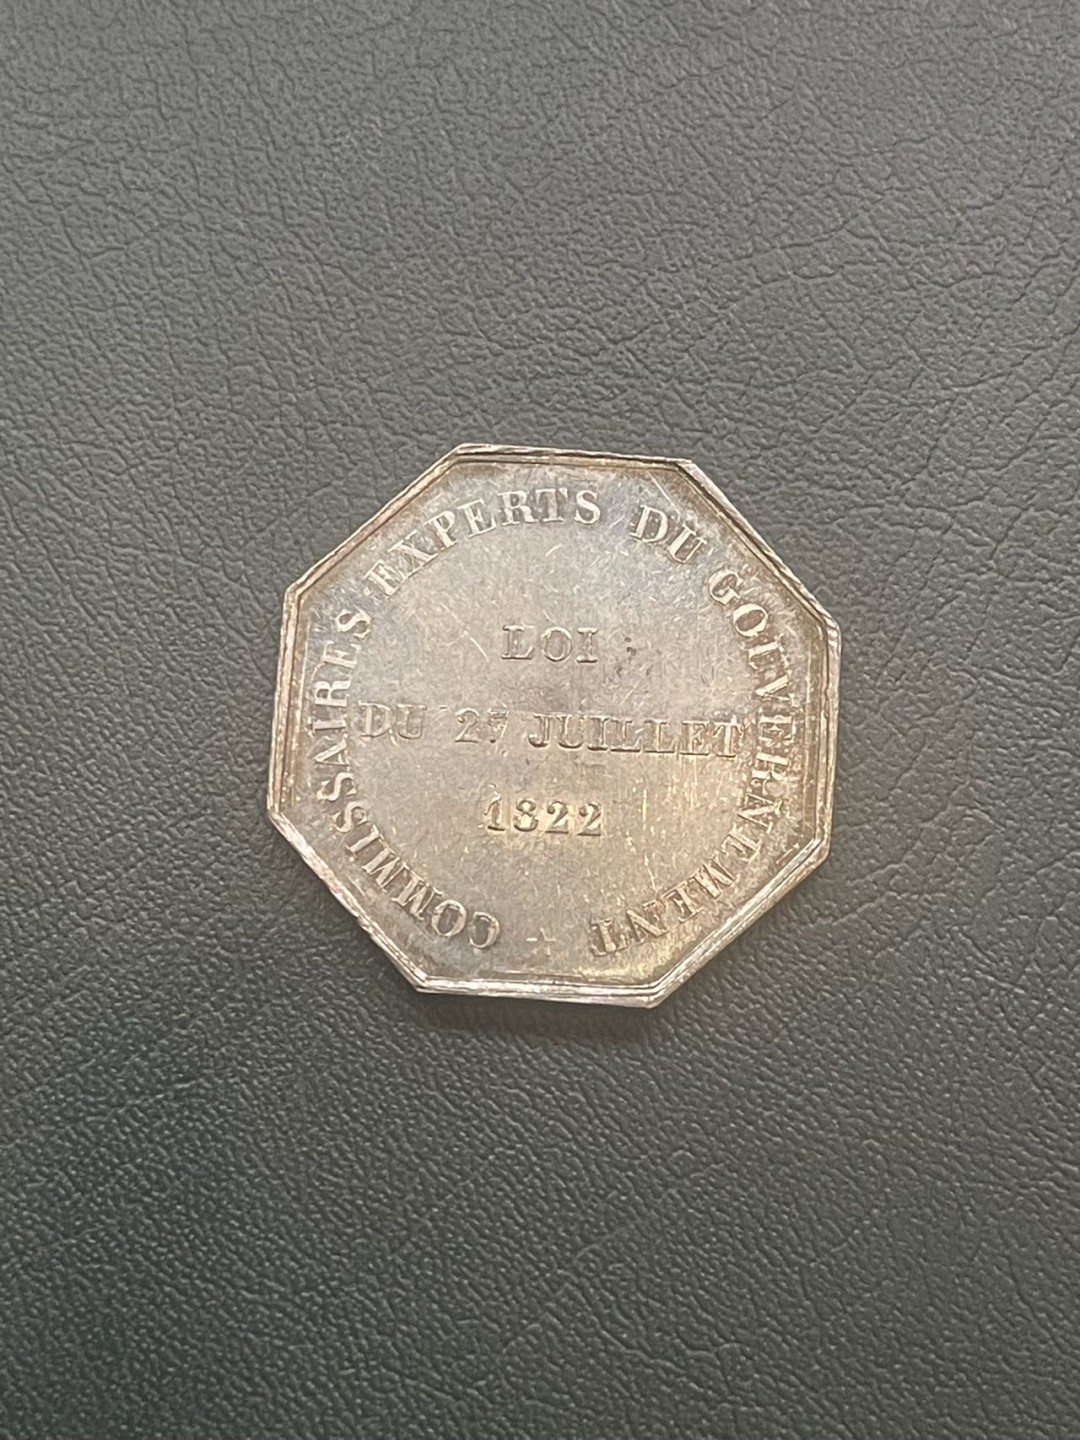 COMMISSAIRES EXPERTS DU GOUVERNEMENT
LOI
DU 27 JUILLET
1822